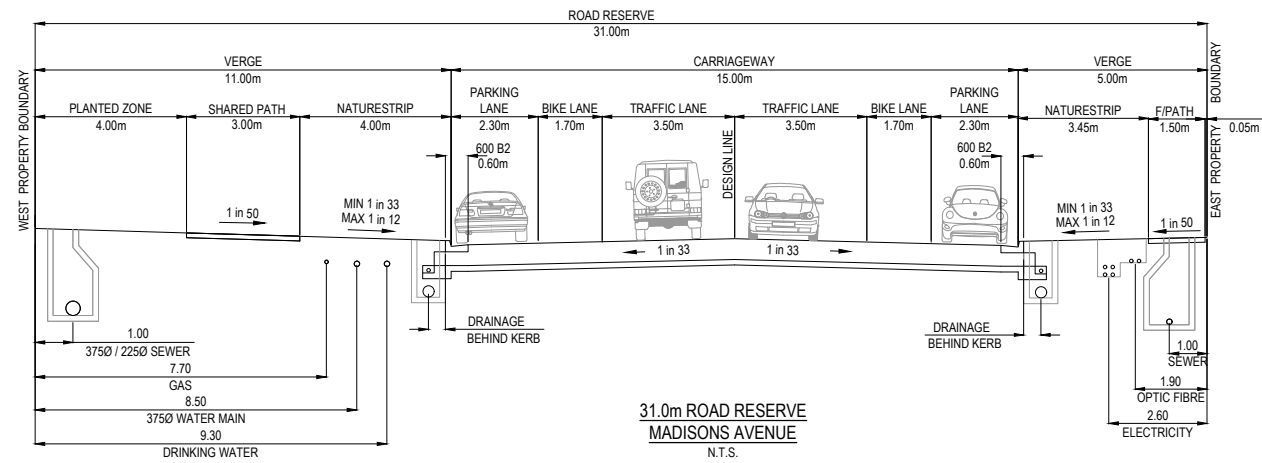 ROAD RESERVE
31.00m
VERGE
11.00m
CARRIAGEWAY
15.00m
VERGE
5.00m
WEST PROPERTY BOUNDARY
PLANTED ZONE
4.00m
SHARED PATH
3.00m
NATURESTRIP
4.00m
PARKING
LANE
2.30m
BIKE LANE
1.70m
TRAFFIC LANE
3.50m
DESIGN LINE
TRAFFIC LANE
3.50m
BIKE LANE
1.70m
PARKING
LANE
2.30m
NATURESTRIP
3.45m
F/PATH
1.50m
0.05m
EAST PROPERTY BOUNDARY
600 B2
0.60m
600 B2
0.60m
1 in 50
MIN 1 in 33
MAX 1 in 12
1 in 33
1 in 33
MIN 1 in 33
MAX 1 in 12
1 in 50
DRAINAGE
BEHIND KERB
DRAINAGE
BEHIND KERB
1.00
375Ø / 225Ø SEWER
7.70
GAS
8.50
375Ø WATER MAIN
9.30
DRINKING WATER
1.00
SEWER
1.90
OPTIC FIBRE
2.60
ELECTRICITY
31.0m ROAD RESERVE
MADISONS AVENUE
N.T.S.